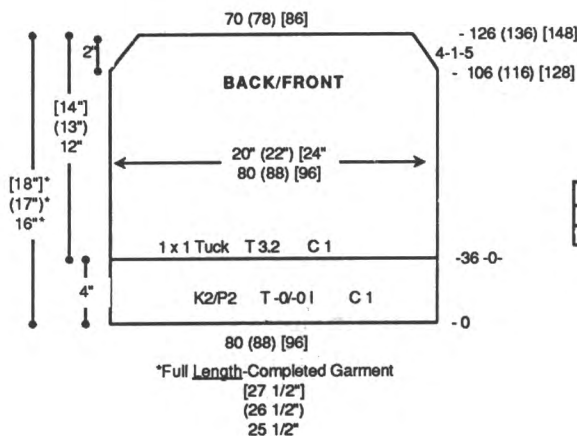 70 (78) [86]
- 126 (136) [148]
4-1-5
- 106 (116) [128]
2"
BACK/FRONT
[14"]
(13")
12"
20" (22") [24"
80 (88) [96]
[18"]*
(17")*
16"*
1 x 1 Tuck T 3.2 C 1
-36 -0-
4"
K2/P2 T -0/-0 I C 1
- 0
80 (88) [96]
*Full Length-Completed Garment
[27 1/2"]
(26 1/2")
25 1/2"